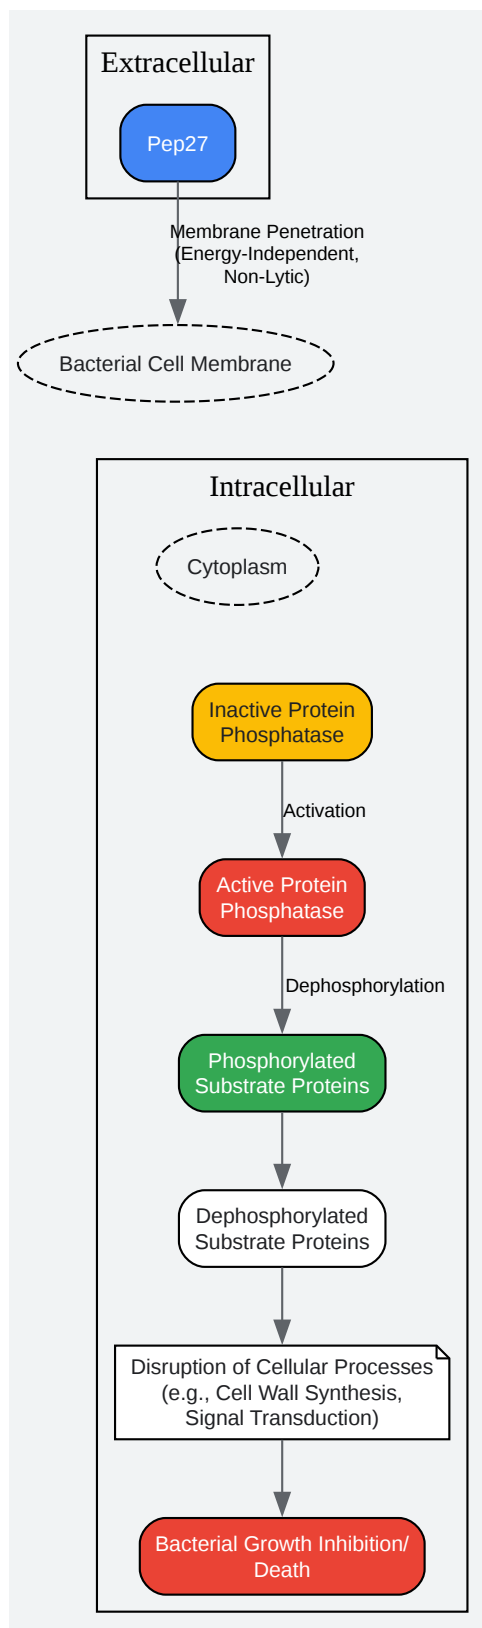 Extracellular
Pep27
Membrane Penetration
(Energy-Independent,
Non-Lytic)
Bacterial Cell Membrane
Intracellular
Cytoplasm
Inactive Protein
Phosphatase
Activation
Active Protein
Phosphatase
Dephosphorylation
Phosphorylated
Substrate Proteins
Dephosphorylated
Substrate Proteins
Disruption of Cellular Processes
(e.g., Cell Wall Synthesis,
Signal Transduction)
Bacterial Growth Inhibition/
Death